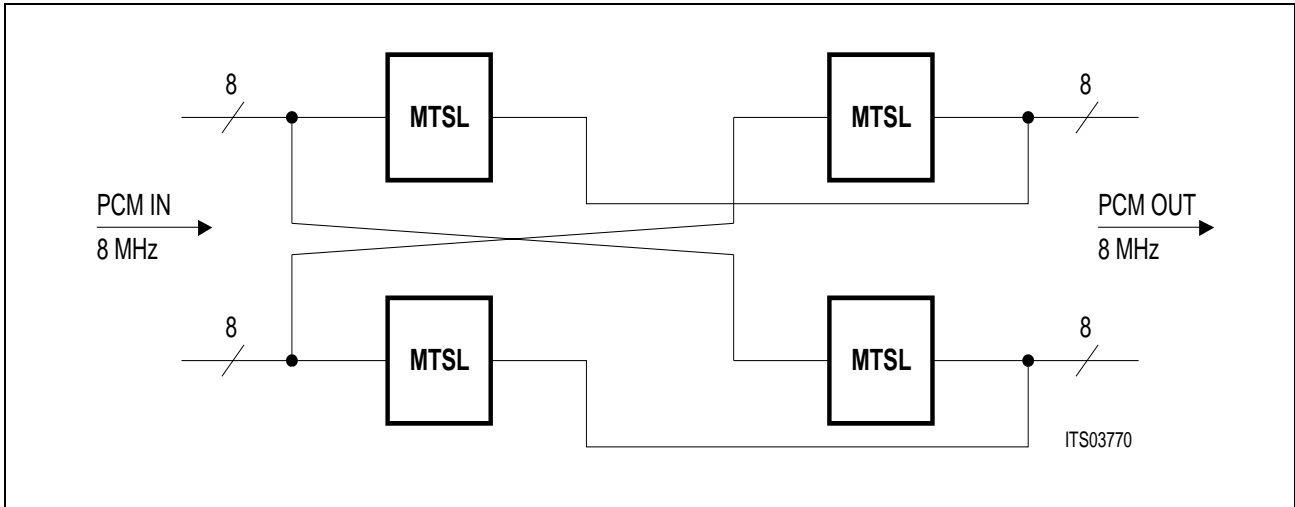 8
MTSL
MTSL
8
PCM IN
8 MHz
PCM OUT
8 MHz
8
MTSL
MTSL
8
ITS03770